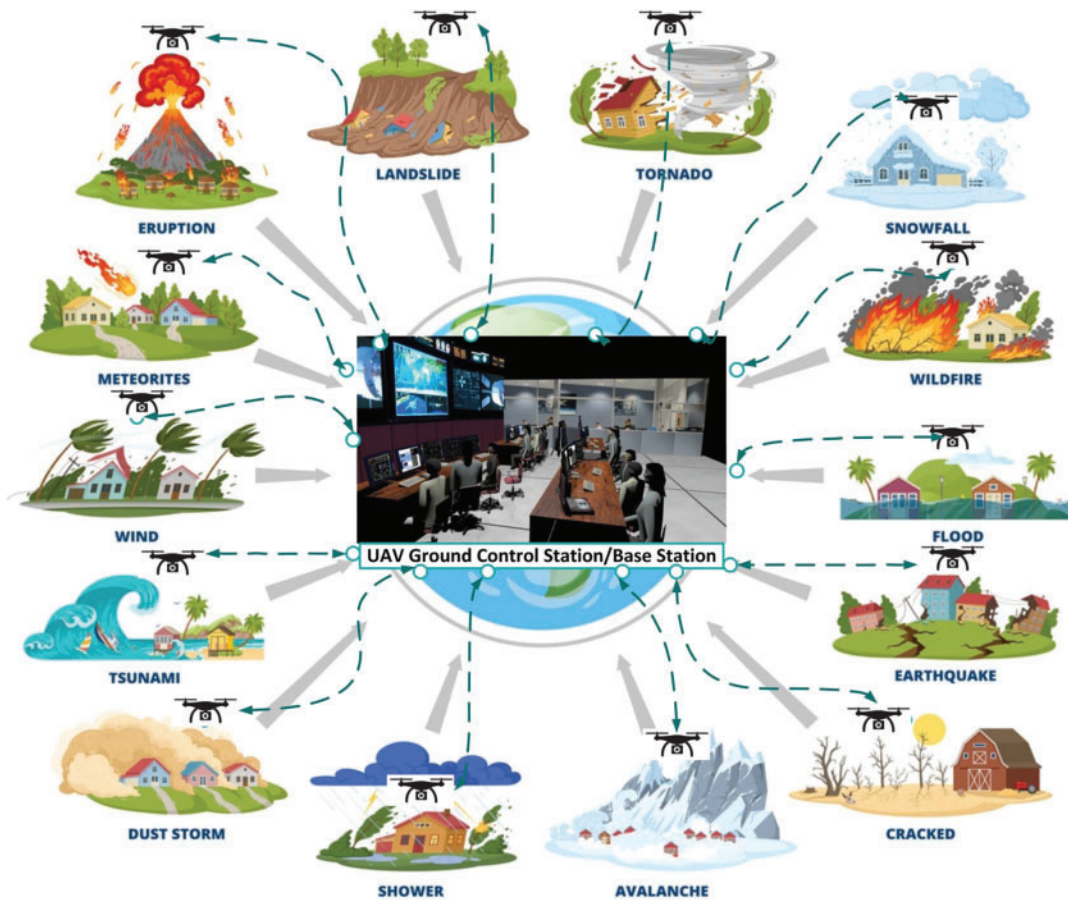 LANDSLIDE
TORNADO
ERUPTION
SNOWFALL
METEORITES
WILDFIRE
WIND
FLOOD
UAV Ground Control Station/Base Station
TSUNAMI
EARTHQUAKE
DUST STORM
CRACKED
SHOWER
AVALANCHE